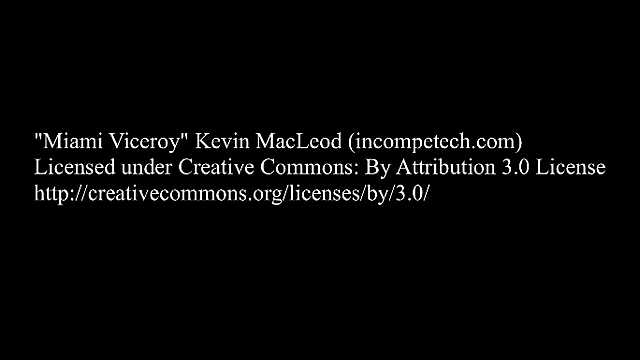 "Miami Viceroy" Kevin MacLeod (incompetech.com)
Licensed under Creative Commons: By Attribution 3.0 License
http://creativecommons.org/licenses/by/3.0/